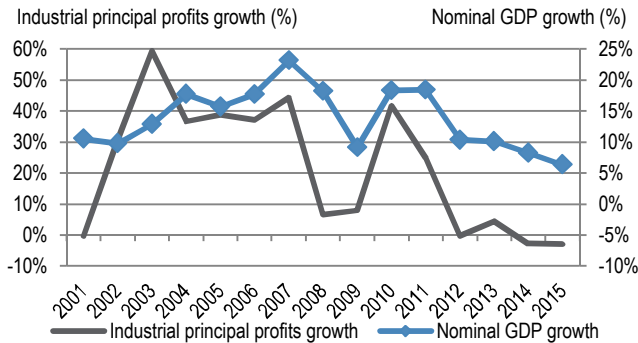 Industrial principal profits growth (%) Nominal GDP growth (%)
60% 25%
50% 20%
40% 15%
30% 10%
20% 5%
10% 0%
0% -5%
-10% -10%
2001 2002 2003 2004 2005 2006 2007 2008 2009 2010 2011 2012 2013 2014 2015
Industrial principal profits growth Nominal GDP growth